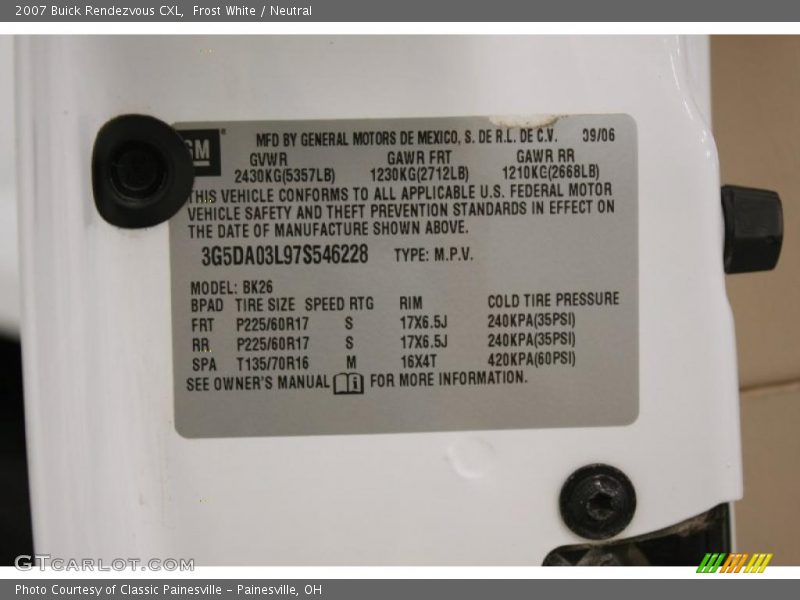 2007 Buick Rendezvous CXL,  Frost White / Neutral
GM
MFD BY GENERAL MOTORS DE MEXICO, S. DE R.L. DE C.V. 09/06
GVWR GAWR FRT GAWR RR
2430KG(5357LB) 1230KG(2712LB) 1210KG(2668LB)
THIS VEHICLE CONFORMS TO ALL APPLICABLE U.S. FEDERAL MOTOR
VEHICLE SAFETY AND THEFT PREVENTION STANDARDS IN EFFECT ON
THE DATE OF MANUFACTURE SHOWN ABOVE.
3G5DA03L97S546228 TYPE: M.P.V.
MODEL: BK26
BPAD TIRE SIZE SPEED RTG RIM COLD TIRE PRESSURE
FRT P225/60R17 S 17X6.5J 240KPA(35PSI)
RR P225/60R17 S 17X6.5J 240KPA(35PSI)
SPA T135/70R16 M 16X4T 420KPA(60PSI)
SEE OWNER'S MANUAL FOR MORE INFORMATION.
GTCARLOT.COM
Photo Courtesy of Classic Painesville - Painesville, OH